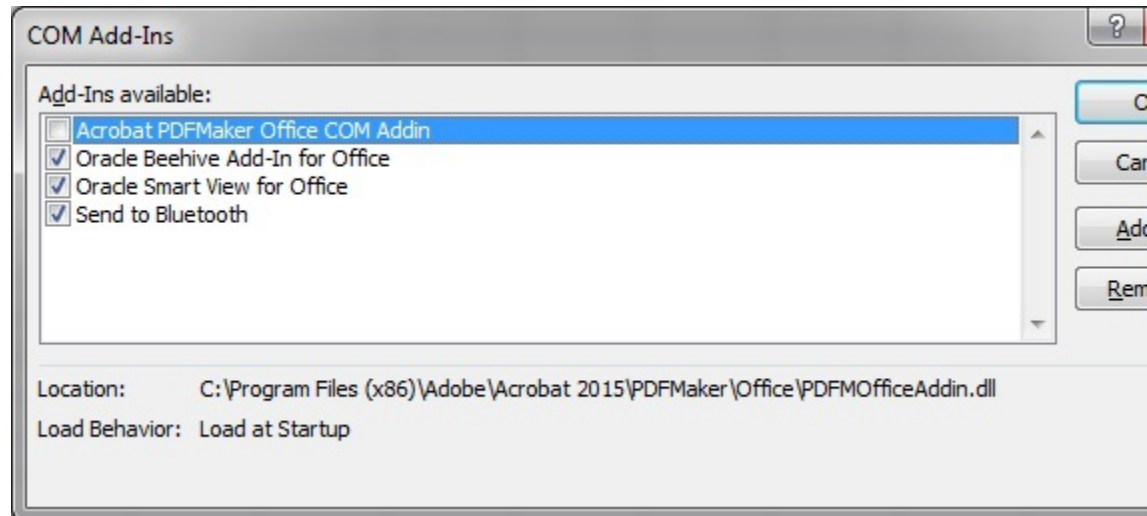 COM Add-Ins
?
Add-Ins available:
Acrobat PDFMaker Office COM Addin
Oracle Beehive Add-In for Office
Oracle Smart View for Office
Send to Bluetooth
Location: C:\Program Files (x86)\Adobe\Acrobat 2015\PDFMaker\Office\PDFMOfficeAddin.dll
Load Behavior: Load at Startup